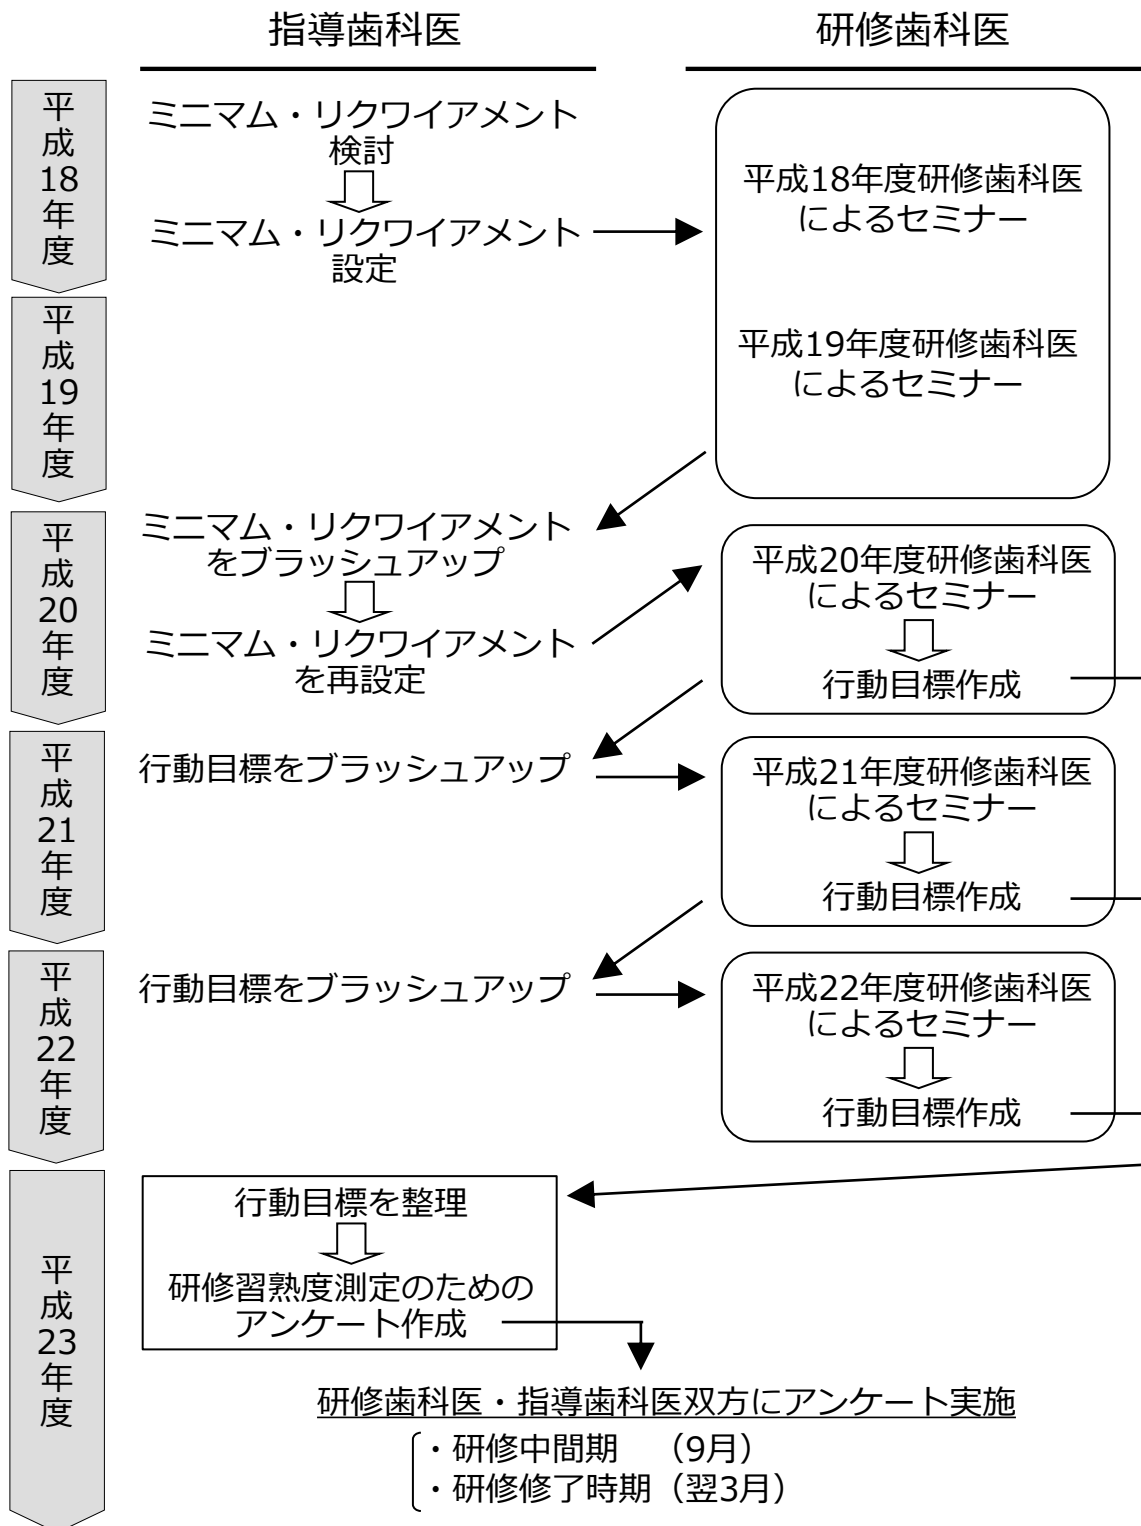 指導歯科医
研修歯科医
平成18年度
ミニマム・リクワイアメント
検討
ミニマム・リクワイアメント
設定
平成18年度研修歯科医
によるセミナー
平成19年度
平成19年度研修歯科医
によるセミナー
平成20年度
ミニマム・リクワイアメント
をブラッシュアップ
ミニマム・リクワイアメント
を再設定
平成20年度研修歯科医
によるセミナー
行動目標作成
平成21年度
行動目標をブラッシュアップ
平成21年度研修歯科医
によるセミナー
行動目標作成
平成22年度
行動目標をブラッシュアップ
平成22年度研修歯科医
によるセミナー
行動目標作成
平成23年度
行動目標を整理
研修習熟度測定のための
アンケート作成
研修歯科医・指導歯科医双方にアンケート実施
・研修中間期　（9月）
・研修修了時期（翌3月）